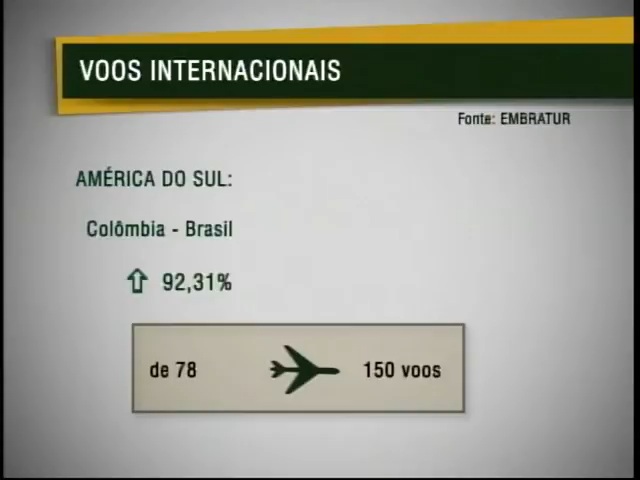 VOOS INTERNACIONAIS
Fonte: EMBRATUR
AMÉRICA DO SUL:
Colômbia - Brasil
⇧ 92,31%
de 78 150 voos